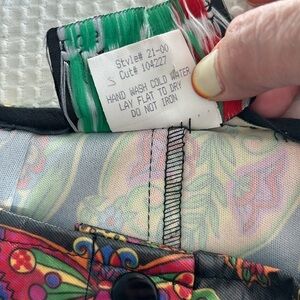 Style# 21-00
Cut# 104227
S
HAND WASH COLD WATER
LAY FLAT TO DRY
DO NOT IRON